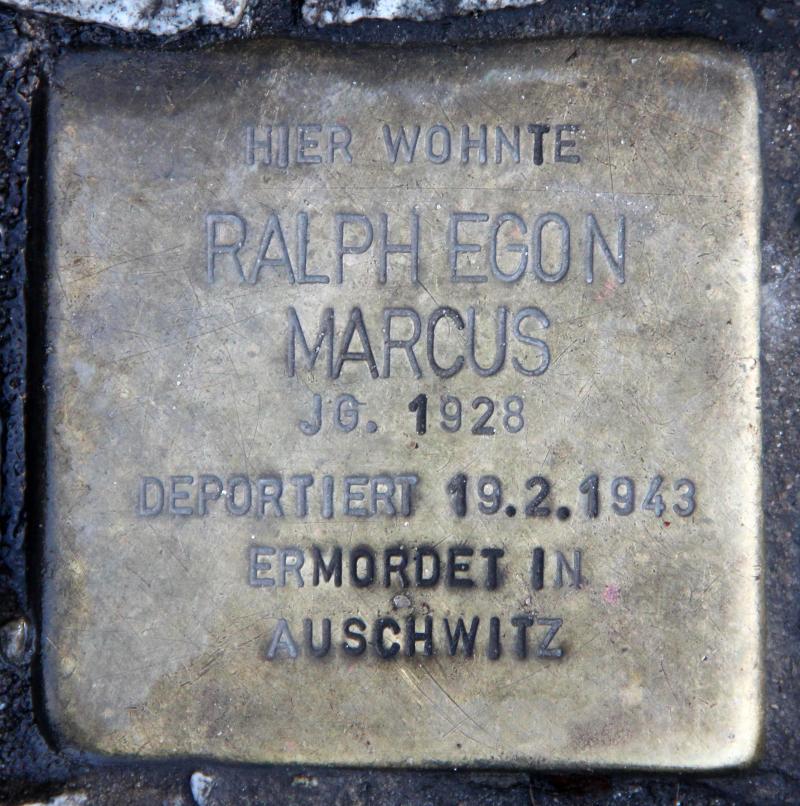 HIER WOHNTE
RALPH EGON
MARCUS
JG. 1928
DEPORTIERT 19.2.1943
ERMORDET IN
AUSCHWITZ